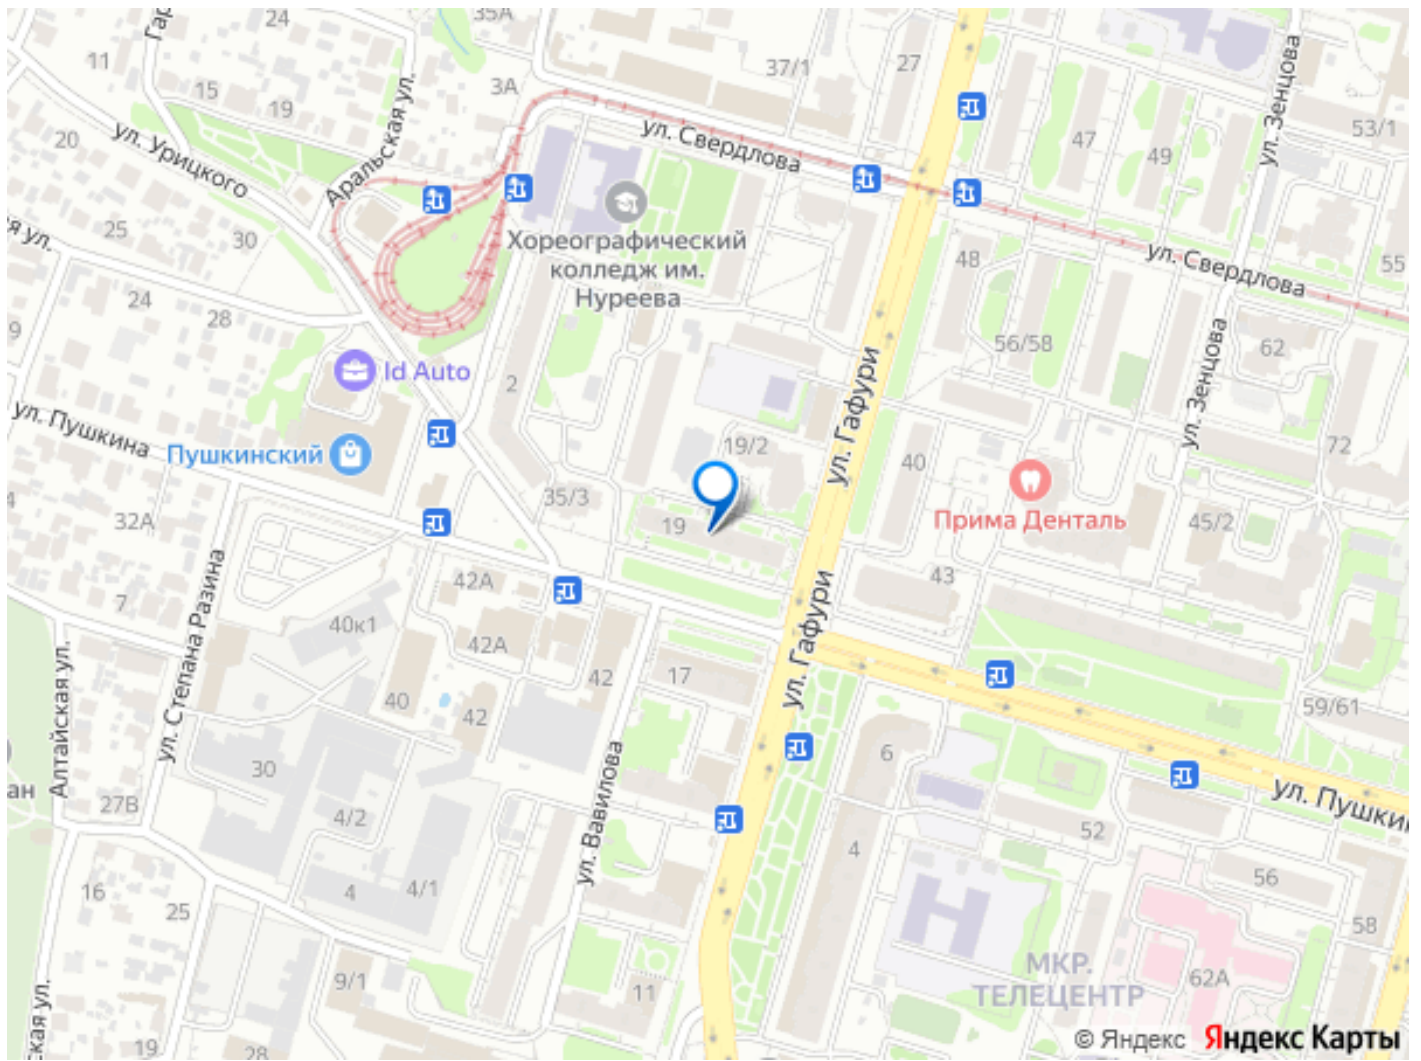 35А
24
37/1
27
11
15
19
3А
ул. Свердлова
47
49
53/1
ул. Зенцова
20
ул. Урицкого
Аральская ул.
25
30
Хореографический
колледж им.
Нуреева
48
ул. Свердлова
55
24
28
56/58
62
Id Auto
2
ул. Гафури
ул. Зенцова
72
ул. Пушкина
Пушкинский
19/2
40
Прима Денталь
32А
35/3
19
45/2
7
42А
43
ул. Гафури
ул. Степана Разина
40к1
42А
42
17
Алтайская ул.
40
42
59/61
30
6
ул. Вавилова
27В
4/2
4
52
ул. Пушки
16
25
4
4/1
56
58
9/1
11
МКР.
ТЕЛЕЦЕНТР
62А
19
28
© Яндекс Яндекс Карты